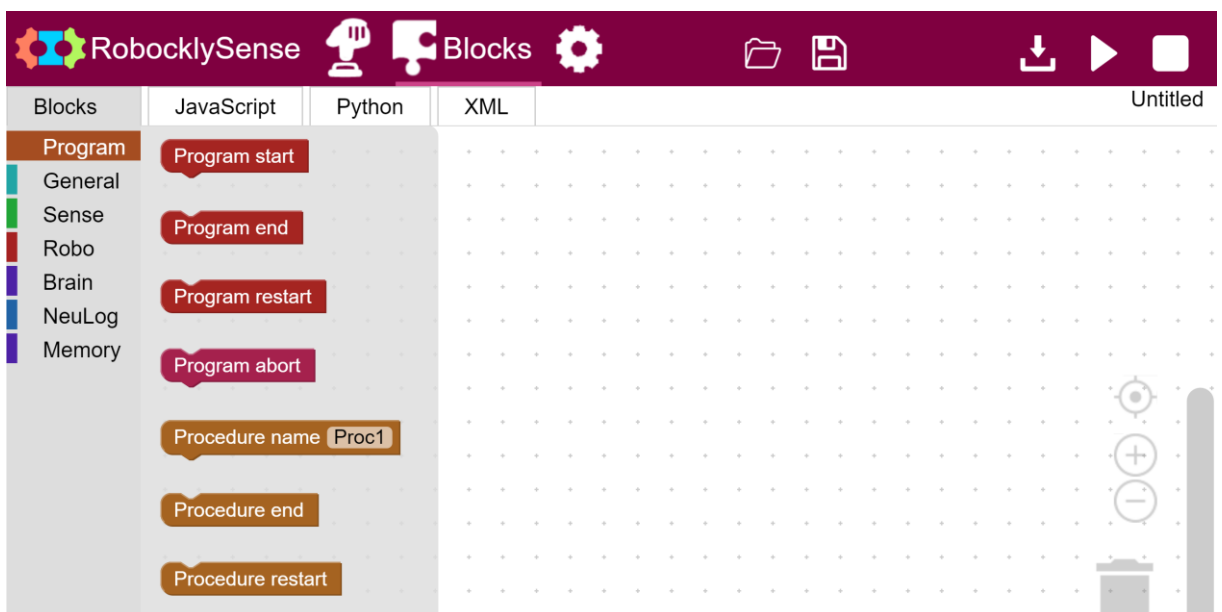 RobocklySense Blocks
Blocks JavaScript Python XML Untitled
Program
General
Sense
Robo
Brain
NeuLog
Memory
Program start
Program end
Program restart
Program abort
Procedure name Proc1
Procedure end
Procedure restart